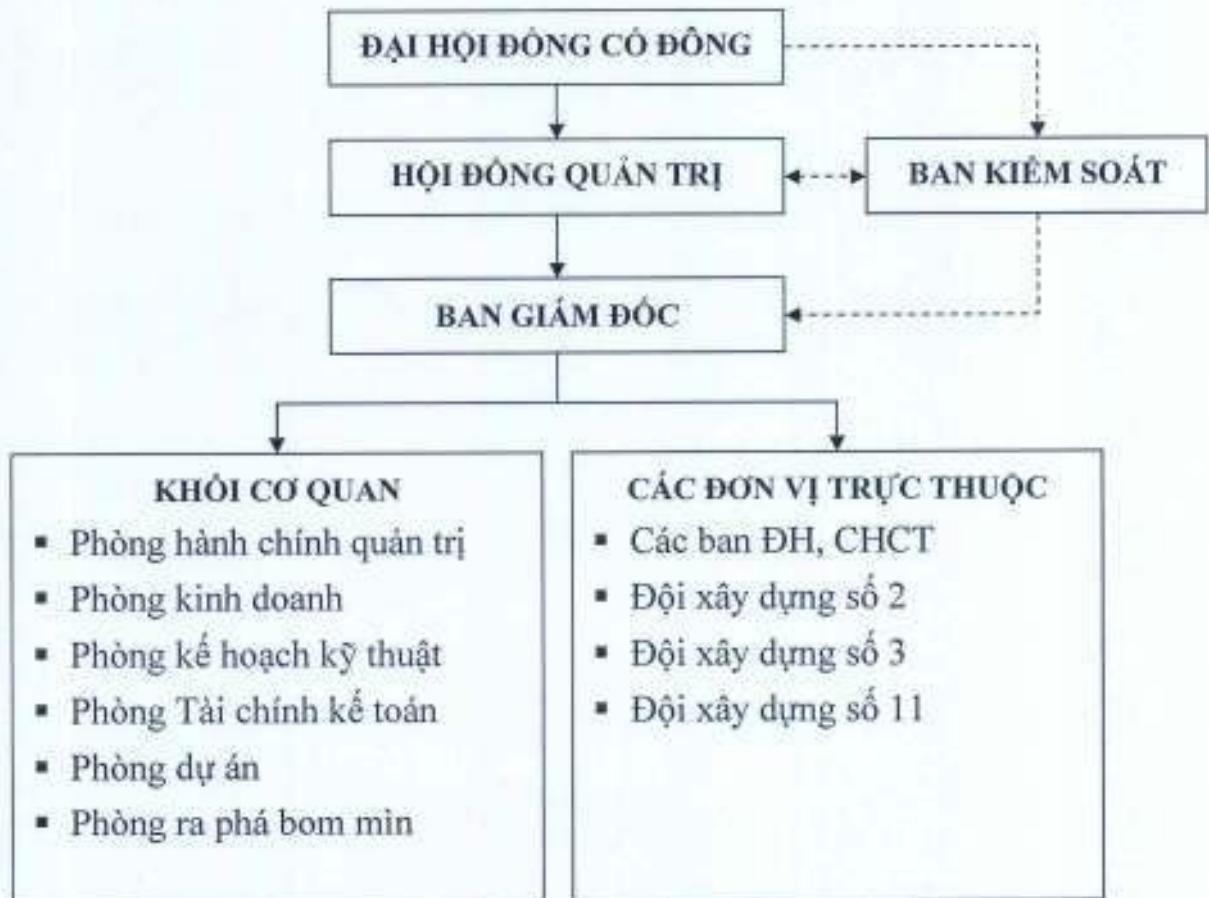 ĐẠI HỘI ĐỒNG CỔ ĐÔNG
HỘI ĐỒNG QUẢN TRỊ
BAN KIỂM SOÁT
BAN GIÁM ĐỐC
KHỐI CƠ QUAN
▪ Phòng hành chính quản trị
▪ Phòng kinh doanh
▪ Phòng kế hoạch kỹ thuật
▪ Phòng Tài chính kế toán
▪ Phòng dự án
▪ Phòng ra phá bom mìn
CÁC ĐƠN VỊ TRỰC THUỘC
▪ Các ban ĐH, CHCT
▪ Đội xây dựng số 2
▪ Đội xây dựng số 3
▪ Đội xây dựng số 11